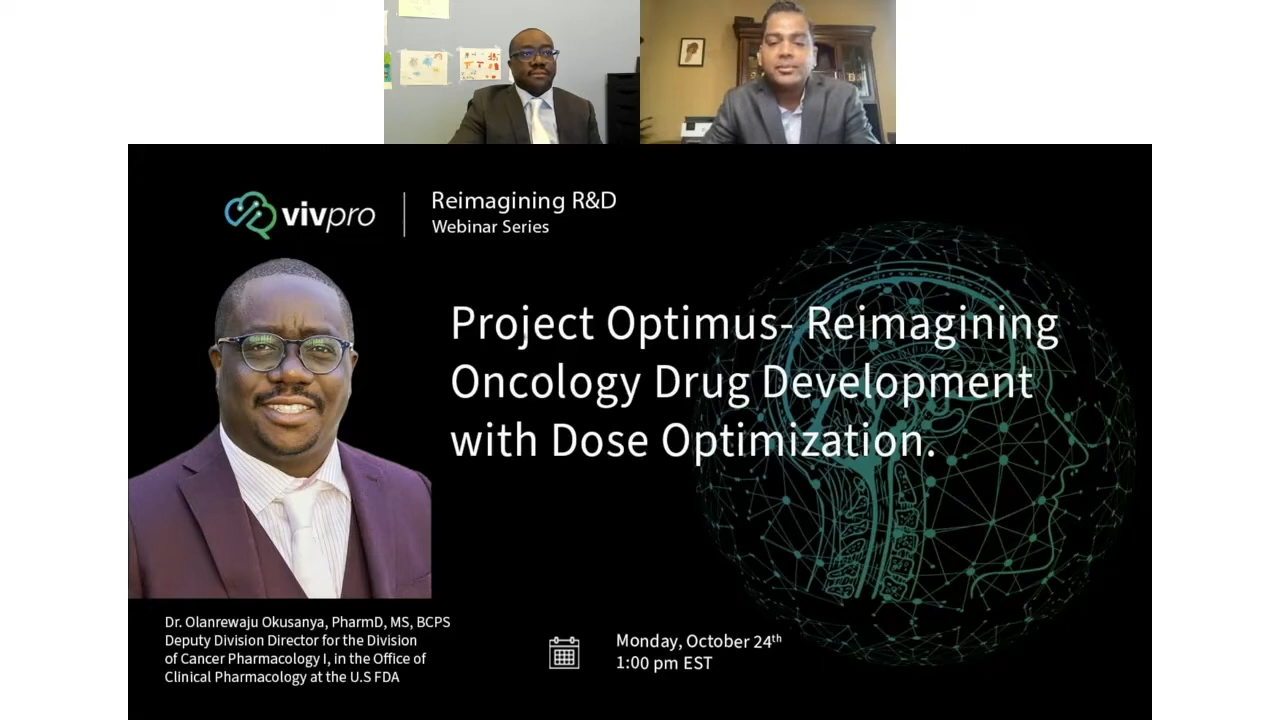 vivpro
Reimagining R&D
Webinar Series
Project Optimus- Reimagining
Oncology Drug Development
with Dose Optimization.
Dr. Olanrewaju Okusanya, PharmD, MS, BCPS
Deputy Division Director for the Division
of Cancer Pharmacology I, in the Office of
Clinical Pharmacology at the U.S FDA
Monday, October 24th
1:00 pm EST